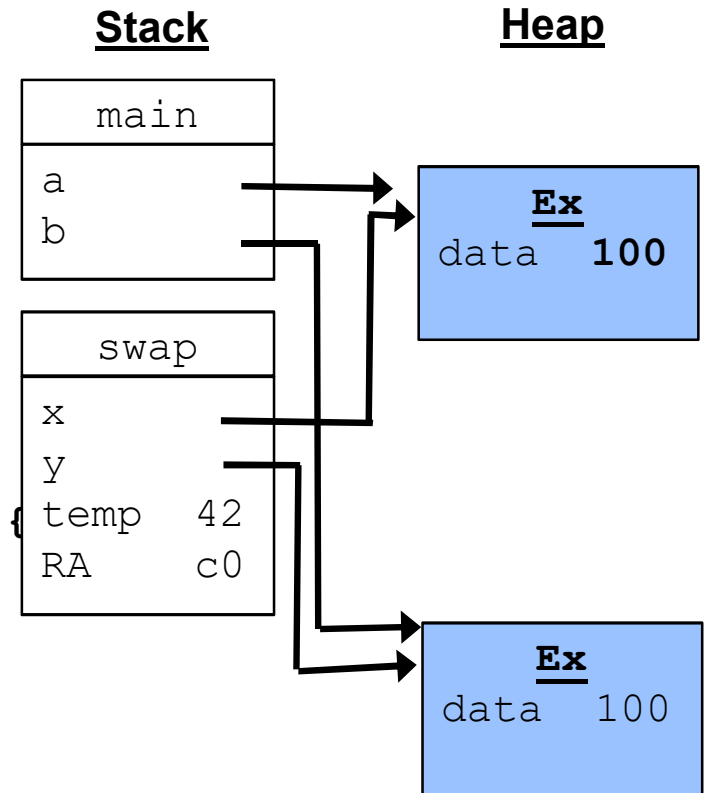 Stack
Heap
main
a
b
Ex
data 100
swap
x
y
{ temp 42
RA c0
Ex
data 100